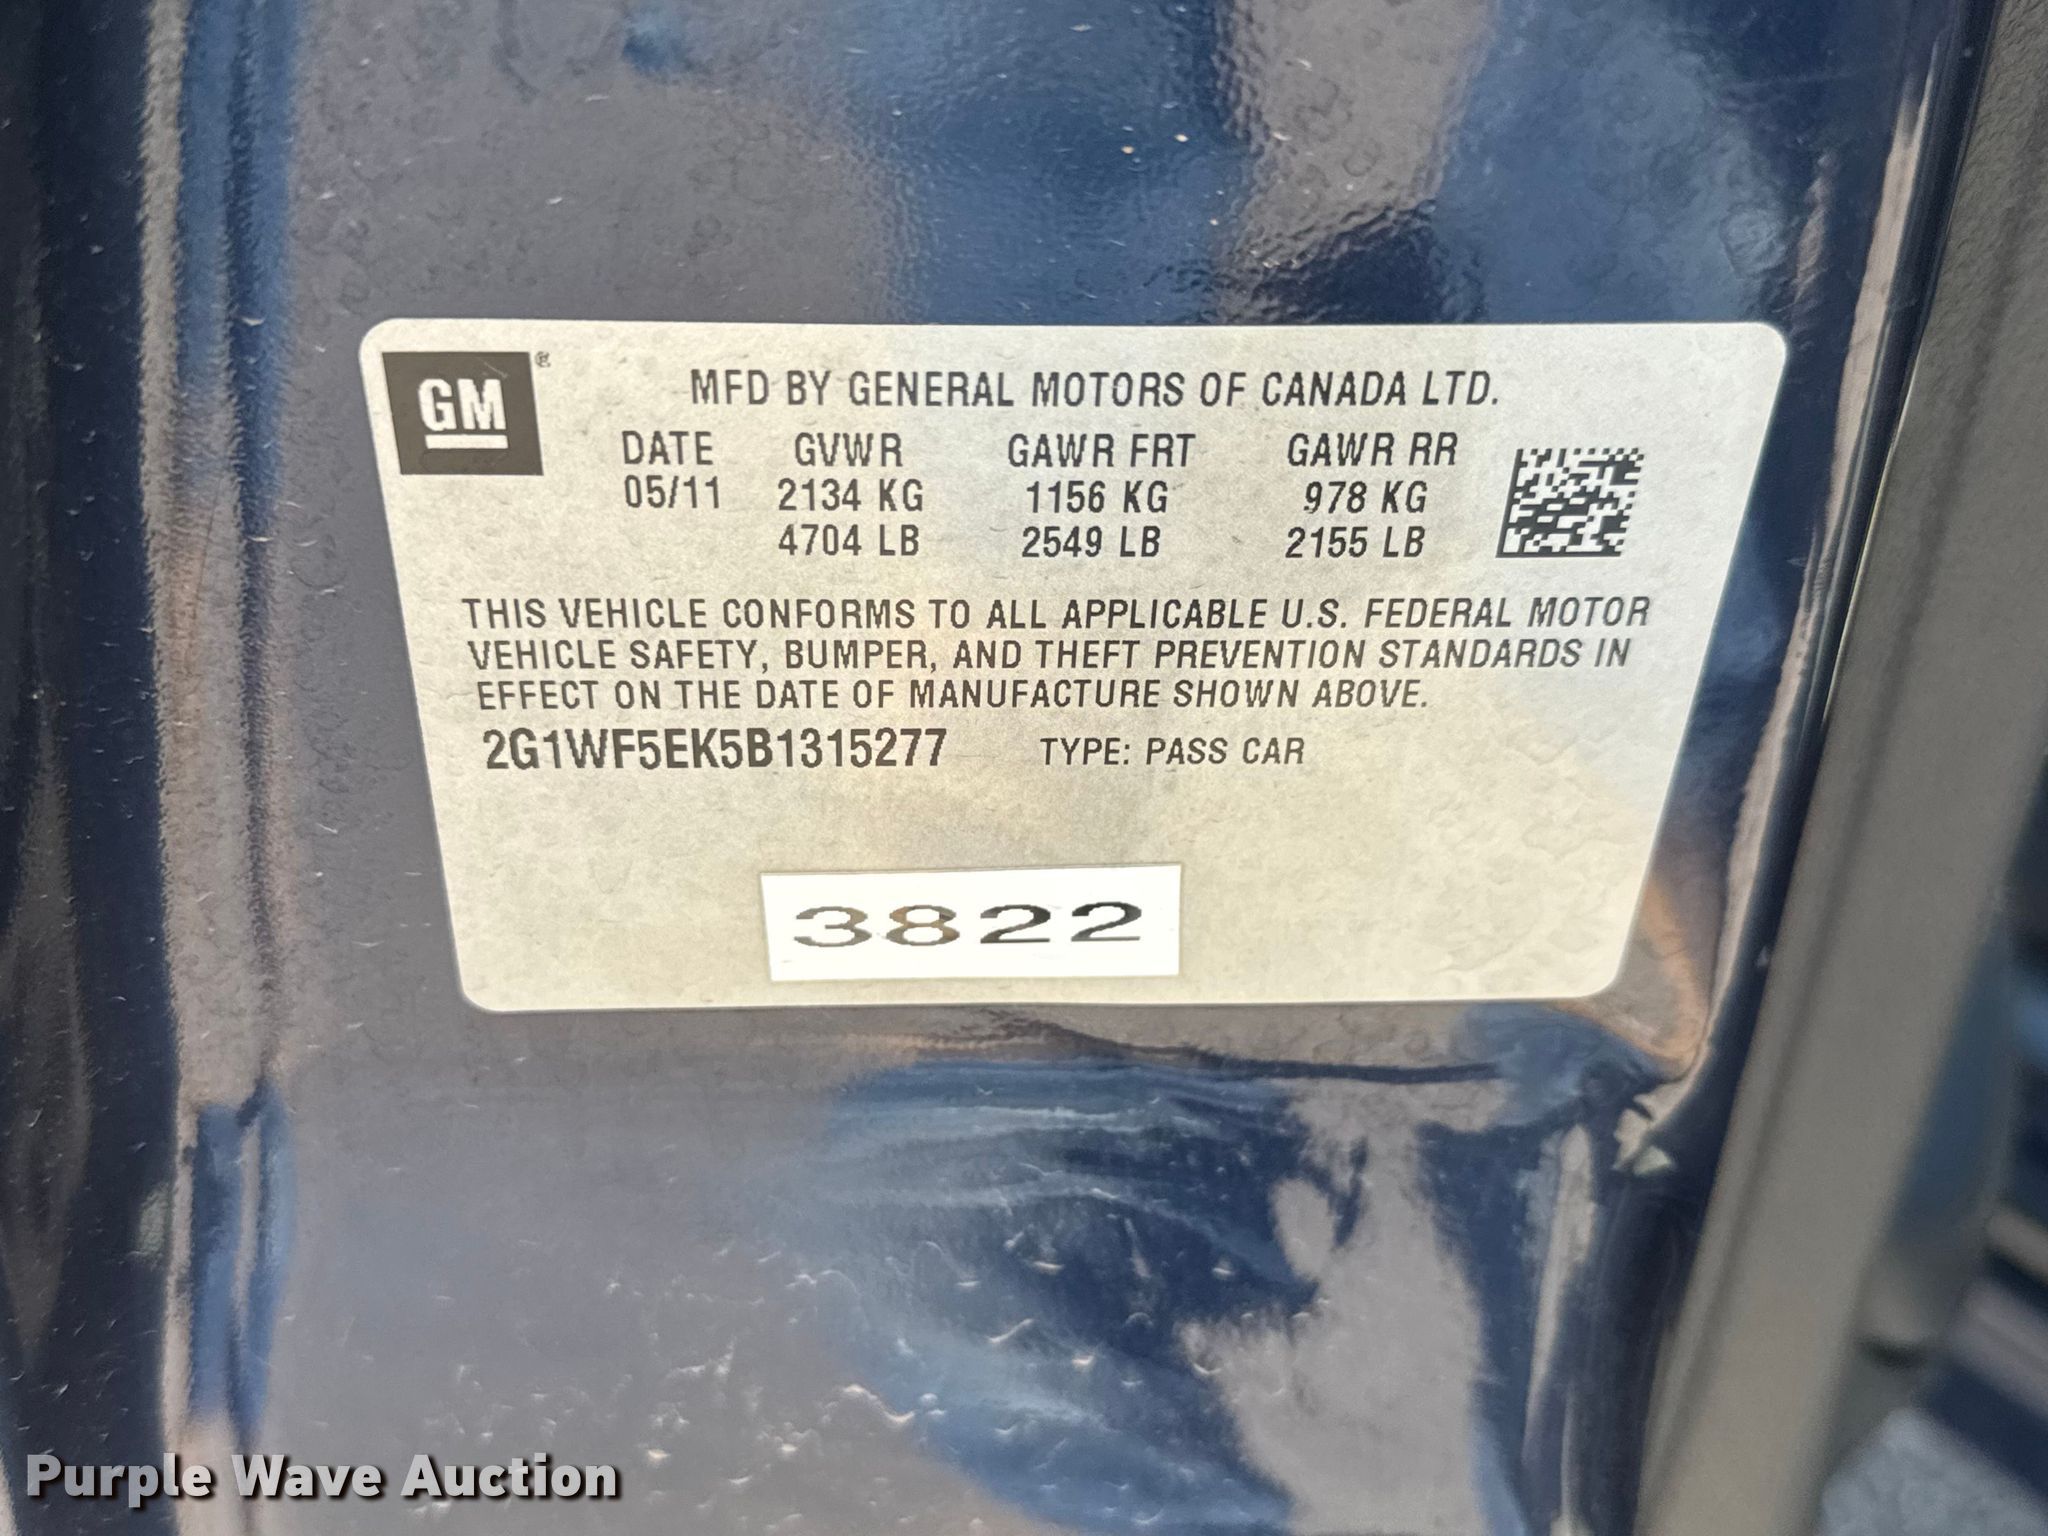 GM
MFD BY GENERAL MOTORS OF CANADA LTD.
DATE GVWR GAWR FRT GAWR RR
05/11 2134 KG 1156 KG 978 KG
4704 LB 2549 LB 2155 LB
THIS VEHICLE CONFORMS TO ALL APPLICABLE U.S. FEDERAL MOTOR
VEHICLE SAFETY, BUMPER, AND THEFT PREVENTION STANDARDS IN
EFFECT ON THE DATE OF MANUFACTURE SHOWN ABOVE.
2G1WF5EK5B1315277 TYPE: PASS CAR
3822
Purple Wave Auction